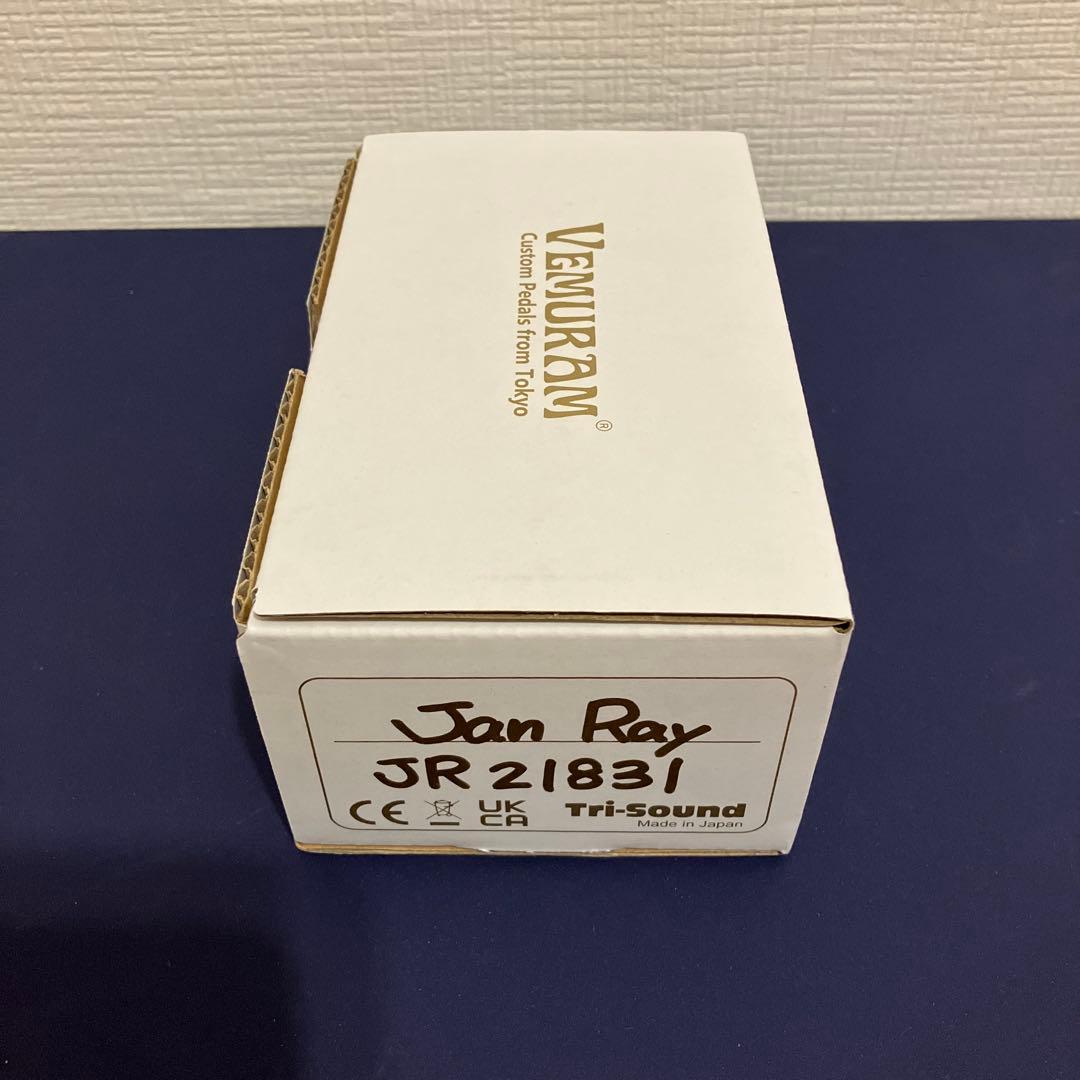 VEMURAM®
Custom Pedals from Tokyo
Jan Ray
JR 21831
CE UK CA Tri-Sound
Made in Japan